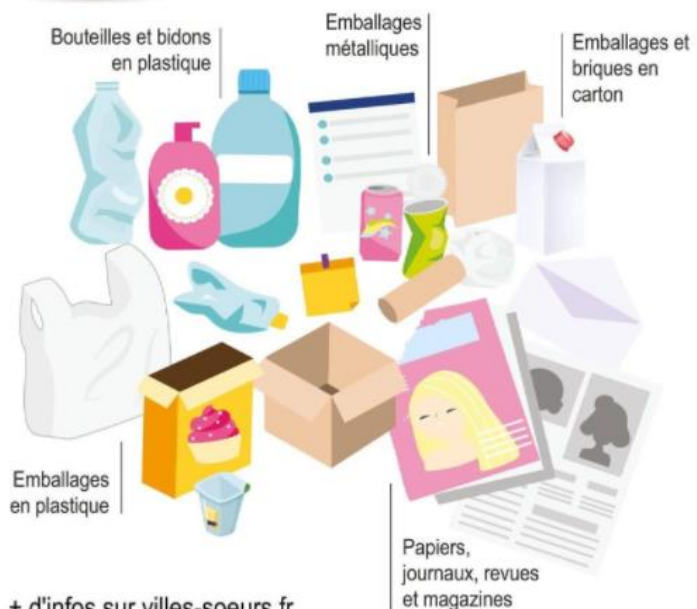 Bouteilles et bidons
en plastique
Emballages
métalliques
Emballages et
briques en
carton
Emballages
en plastique
Papiers,
journaux, revues
et magazines
+ d'infos sur villes-soeurs.fr